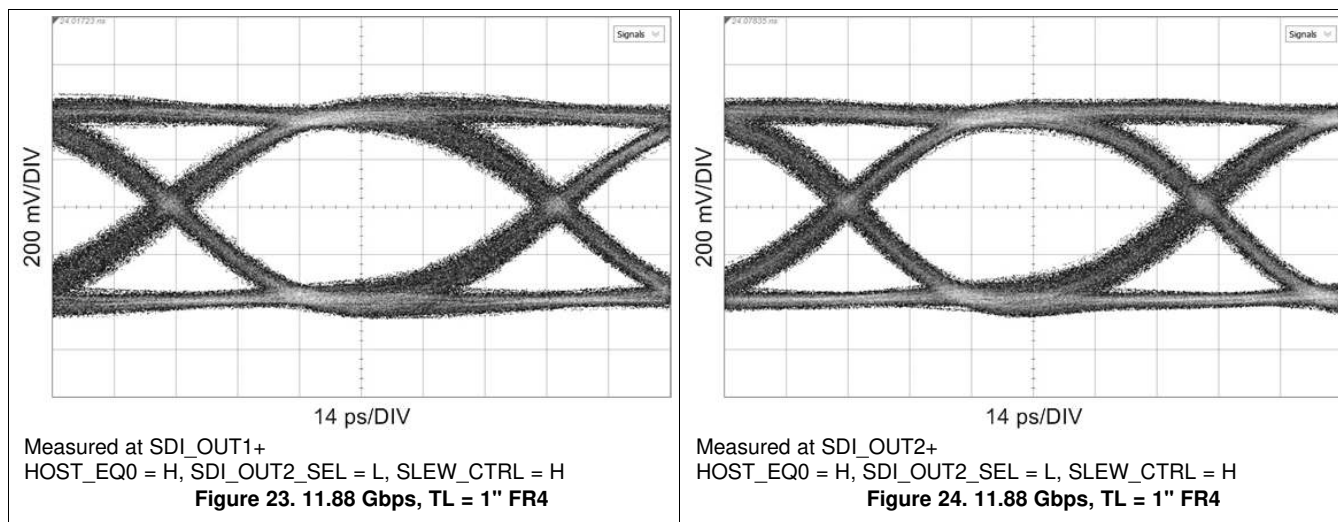 24.01723 ns
Signals
200 mV/DIV
14 ps/DIV
Measured at SDI_OUT1+
HOST_EQ0 = H, SDI_OUT2_SEL = L, SLEW_CTRL = H
Figure 23. 11.88 Gbps, TL = 1" FR4
24.07835 ns
Signals
200 mV/DIV
14 ps/DIV
Measured at SDI_OUT2+
HOST_EQ0 = H, SDI_OUT2_SEL = L, SLEW_CTRL = H
Figure 24. 11.88 Gbps, TL = 1" FR4